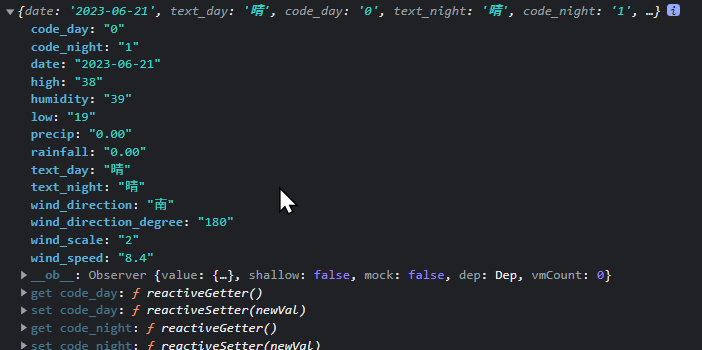 {date: '2023-06-21', text_day: '晴', code_day: '0', text_night: '晴', code_night: '1', …} i
code_day: "0"
code_night: "1"
date: "2023-06-21"
high: "38"
humidity: "39"
low: "19"
precip: "0.00"
rainfall: "0.00"
text_day: "晴"
text_night: "晴"
wind_direction: "南"
wind_direction_degree: "180"
wind_scale: "2"
wind_speed: "8.4"
__ob__: Observer {value: {…}, shallow: false, mock: false, dep: Dep, vmCount: 0}
get code_day: ƒ reactiveGetter()
set code_day: ƒ reactiveSetter(newVal)
get code_night: ƒ reactiveGetter()
set code_night: ƒ reactiveSetter(newVal)